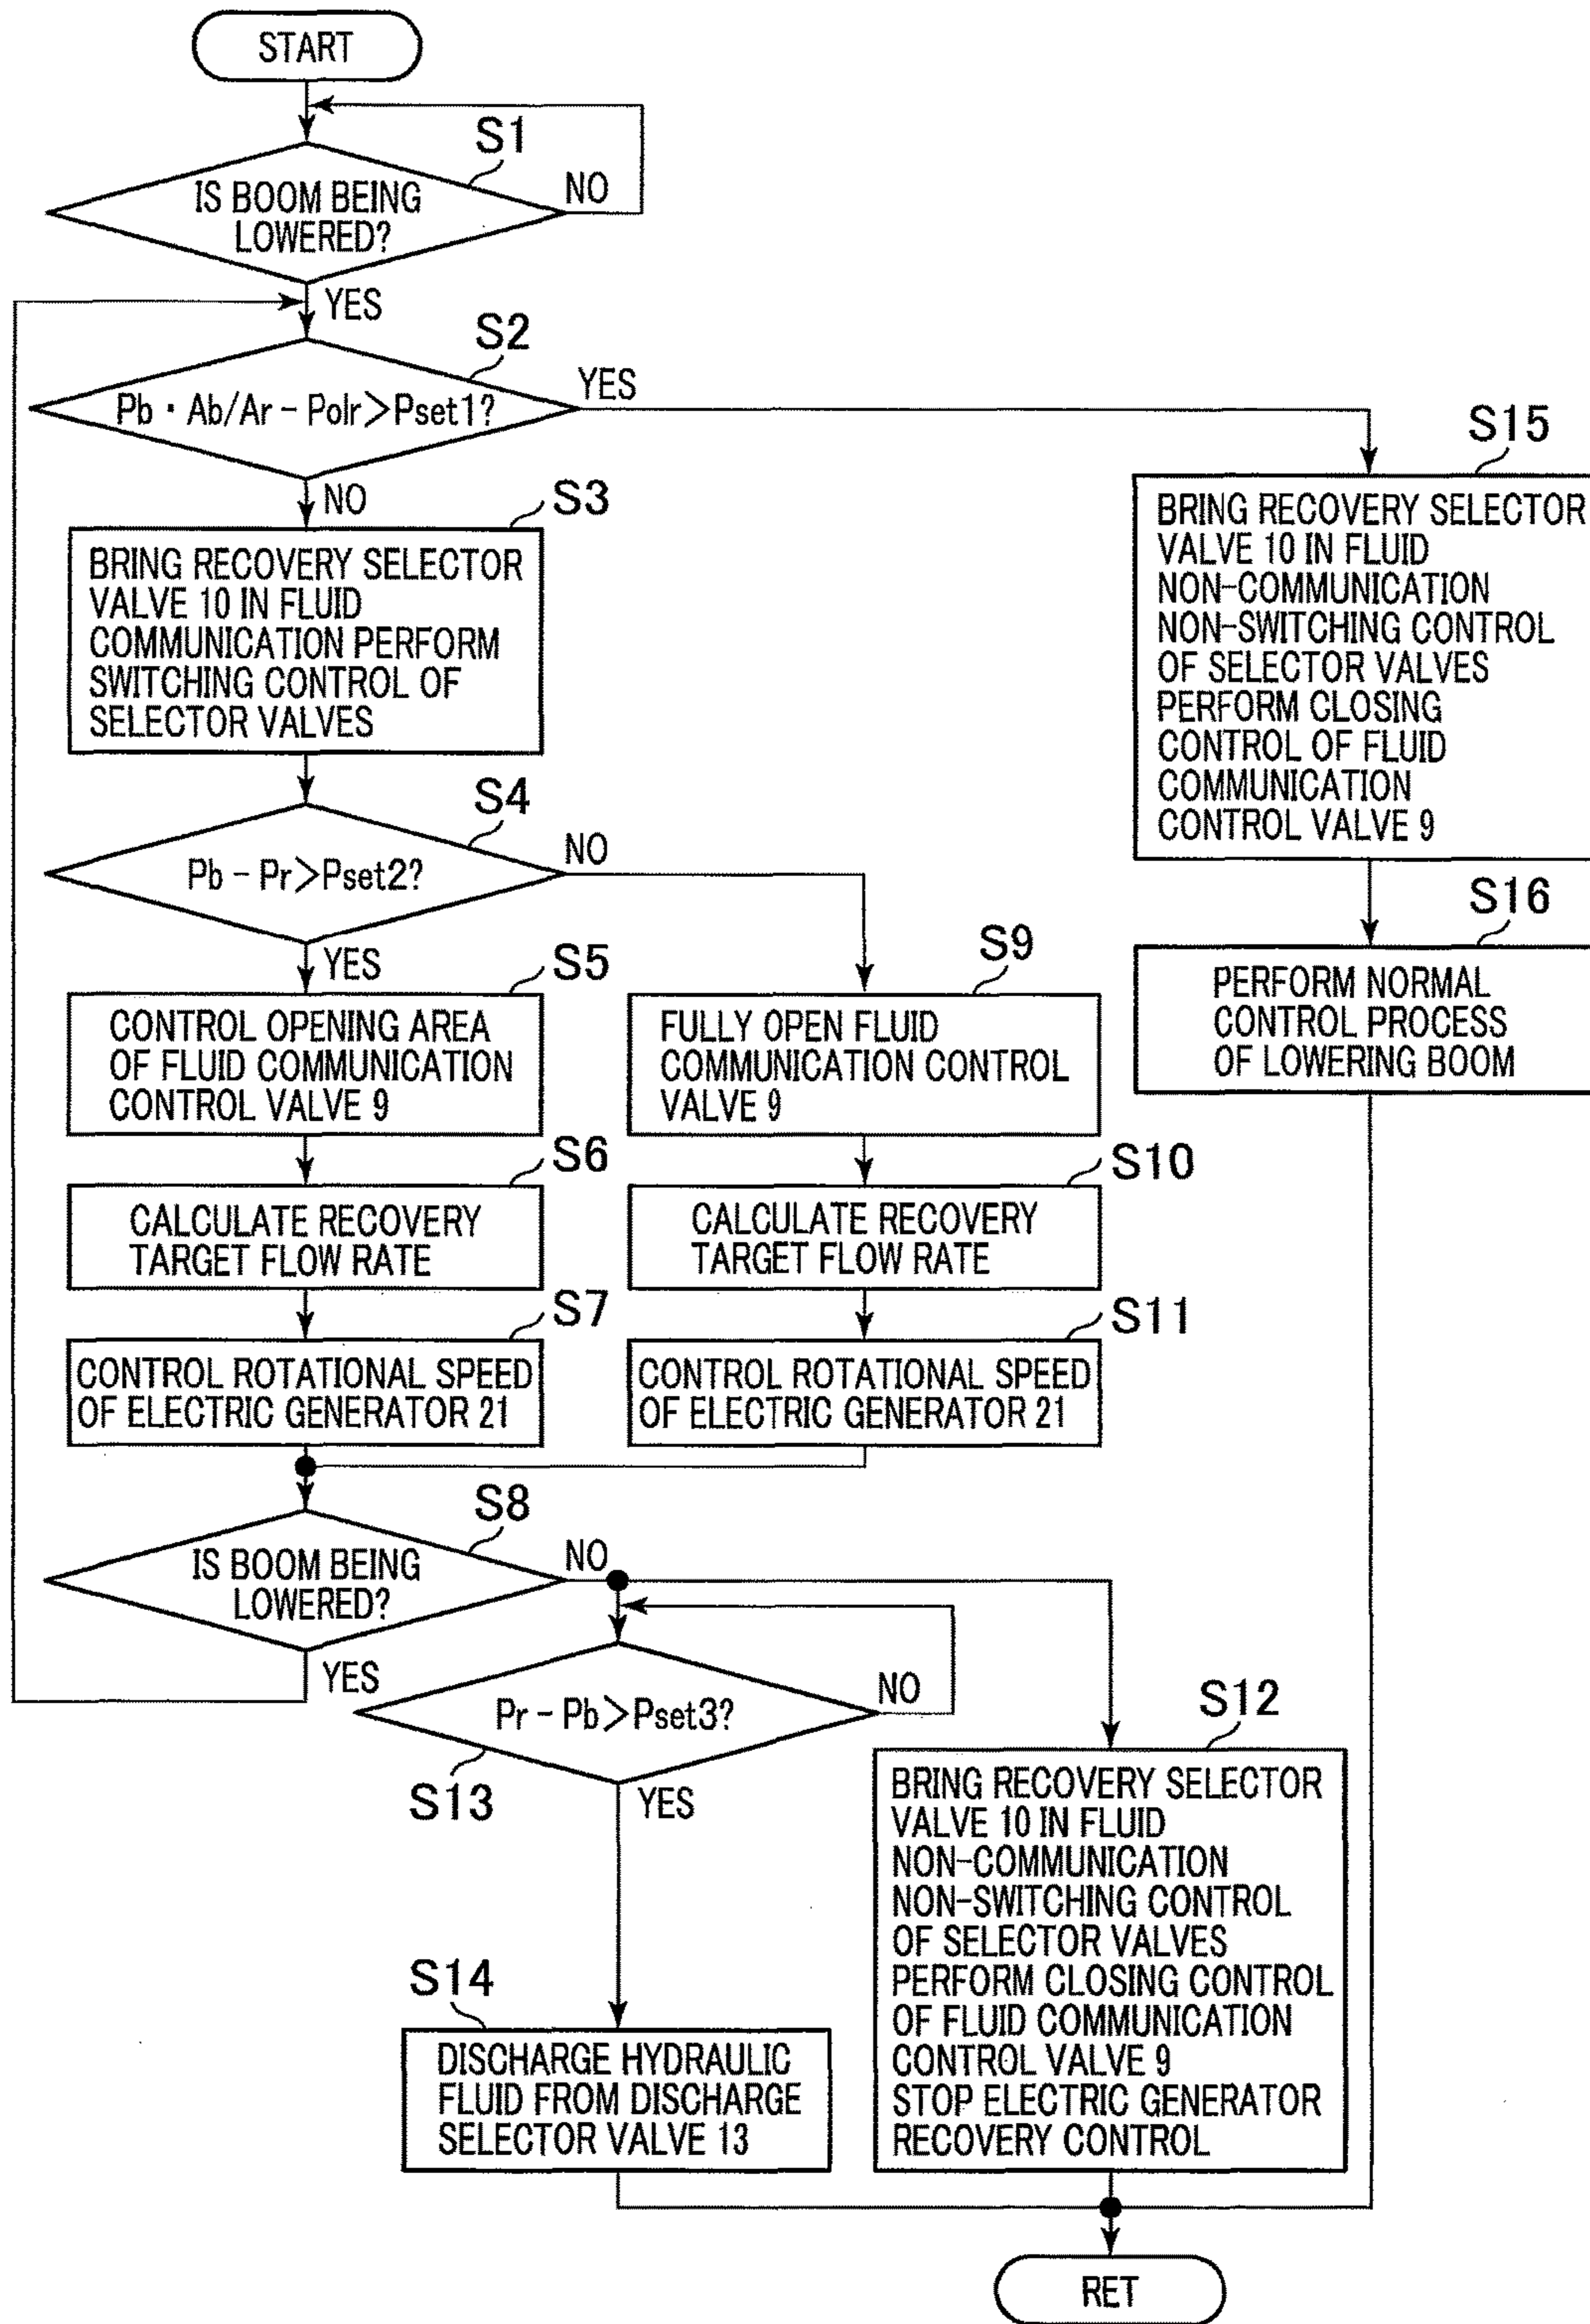 START
S1
IS BOOM BEING
LOWERED?
NO
YES
S2
Pb・Ab/Ar - Polr>Pset1?
YES
NO
S3
BRING RECOVERY SELECTOR
VALVE 10 IN FLUID
COMMUNICATION PERFORM
SWITCHING CONTROL OF
SELECTOR VALVES
S4
Pb - Pr>Pset2?
NO
YES
S5
CONTROL OPENING AREA
OF FLUID COMMUNICATION
CONTROL VALVE 9
S6
CALCULATE RECOVERY
TARGET FLOW RATE
S7
CONTROL ROTATIONAL SPEED
OF ELECTRIC GENERATOR 21
S9
FULLY OPEN FLUID
COMMUNICATION CONTROL
VALVE 9
S10
CALCULATE RECOVERY
TARGET FLOW RATE
S11
CONTROL ROTATIONAL SPEED
OF ELECTRIC GENERATOR 21
S15
BRING RECOVERY SELECTOR
VALVE 10 IN FLUID
NON-COMMUNICATION
NON-SWITCHING CONTROL
OF SELECTOR VALVES
PERFORM CLOSING
CONTROL OF FLUID
COMMUNICATION
CONTROL VALVE 9
S16
PERFORM NORMAL
CONTROL PROCESS
OF LOWERING BOOM
S8
IS BOOM BEING
LOWERED?
NO
YES
Pr - Pb>Pset3?
NO
S13
YES
S14
DISCHARGE HYDRAULIC
FLUID FROM DISCHARGE
SELECTOR VALVE 13
S12
BRING RECOVERY SELECTOR
VALVE 10 IN FLUID
NON-COMMUNICATION
NON-SWITCHING CONTROL
OF SELECTOR VALVES
PERFORM CLOSING CONTROL
OF FLUID COMMUNICATION
CONTROL VALVE 9
STOP ELECTRIC GENERATOR
RECOVERY CONTROL
RET